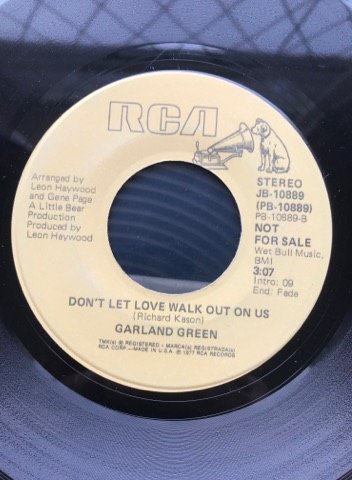 RCA
Arranged by
Leon Haywood
and Gene Page
A Little Bear
Production
Produced by
Leon Haywood
STEREO
JB-10889
(PB-10889)
PB-10889-B
NOT
FOR SALE
Wet Bull Music,
BMI
3:07
Intro: 09
End: Fade
DON'T LET LOVE WALK OUT ON US
(Richard Kason)
GARLAND GREEN
TMK(s) ® REGISTERED • MARCA(s) REGISTRADA(s)
RCA CORP.—MADE IN U.S.A. ℗ 1977 RCA RECORDS